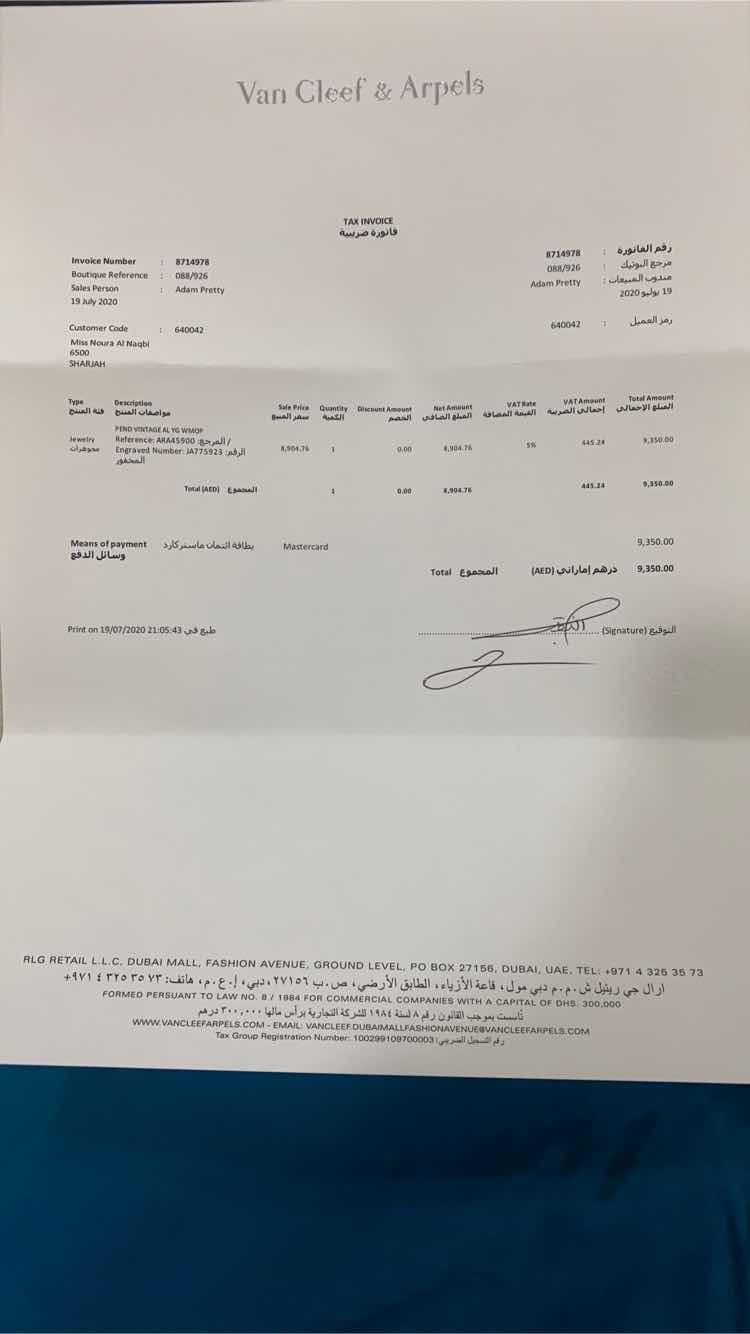 Van Cleef & Arpels
TAX INVOICE
فاتورة ضريبية
Invoice Number : 8714978
8714978 : رقم الفاتورة
Boutique Reference : 088/926
088/926 : مرجع البوتيك
Sales Person : Adam Pretty
Adam Pretty : مندوب المبيعات
19 July 2020
19 يوليو 2020
Customer Code : 640042
640042 : رمز العميل
Miss Noura Al Naqbi
6500
SHARJAH
Type Description Sale Price Quantity Discount Amount Net Amount VAT Rate VAT Amount Total Amount
فئة المنتج مواصفات المنتج سعر المبيع الكمية الخصم المبلغ الصافي القيمة المضافة إجمالي الضريبة المبلغ الإجمالي
PEND VINTAGE AL YG WMOP
Jewelry Reference: ARA45900 :المرجع / 8,904.76 1 0.00 8,904.76 5% 445.24 9,350.00
مجوهرات Engraved Number: JA775923 :الرقم
المحفور
Total (AED) المجموع 1 0.00 8,904.76 445.24 9,350.00
Means of payment بطاقة ائتمان ماستركارد Mastercard 9,350.00
وسائل الدفع
Total المجموع (AED) درهم إماراتي 9,350.00
Print on 19/07/2020 21:05:43 طبع في
(Signature) التوقيع
RLG RETAIL L.L.C, DUBAI MALL, FASHION AVENUE, GROUND LEVEL, PO BOX 27156, DUBAI, UAE, TEL: +971 4 325 35 73
ارال جي ريتيل ش.م.م دبي مول، قاعة الأزياء، الطابق الأرضي، ص.ب ٢٧١٥٦، دبي، إ.ع.م، هاتف: ٧٣ ٣٥ ٣٢٥ ٤ ٩٧١+
FORMED PERSUANT TO LAW NO. 8 / 1984 FOR COMMERCIAL COMPANIES WITH A CAPITAL OF DHS. 300,000
تأسست بموجب القانون رقم ٨ لسنة ١٩٨٤ للشركة التجارية برأس مالها ٣٠٠,٠٠٠ درهم
WWW.VANCLEEFARPELS.COM - EMAIL: VANCLEEF.DUBAIMALLFASHIONAVENUE@VANCLEEFARPELS.COM
Tax Group Registration Number: 100299109700003 :رقم التسجيل الضريبي